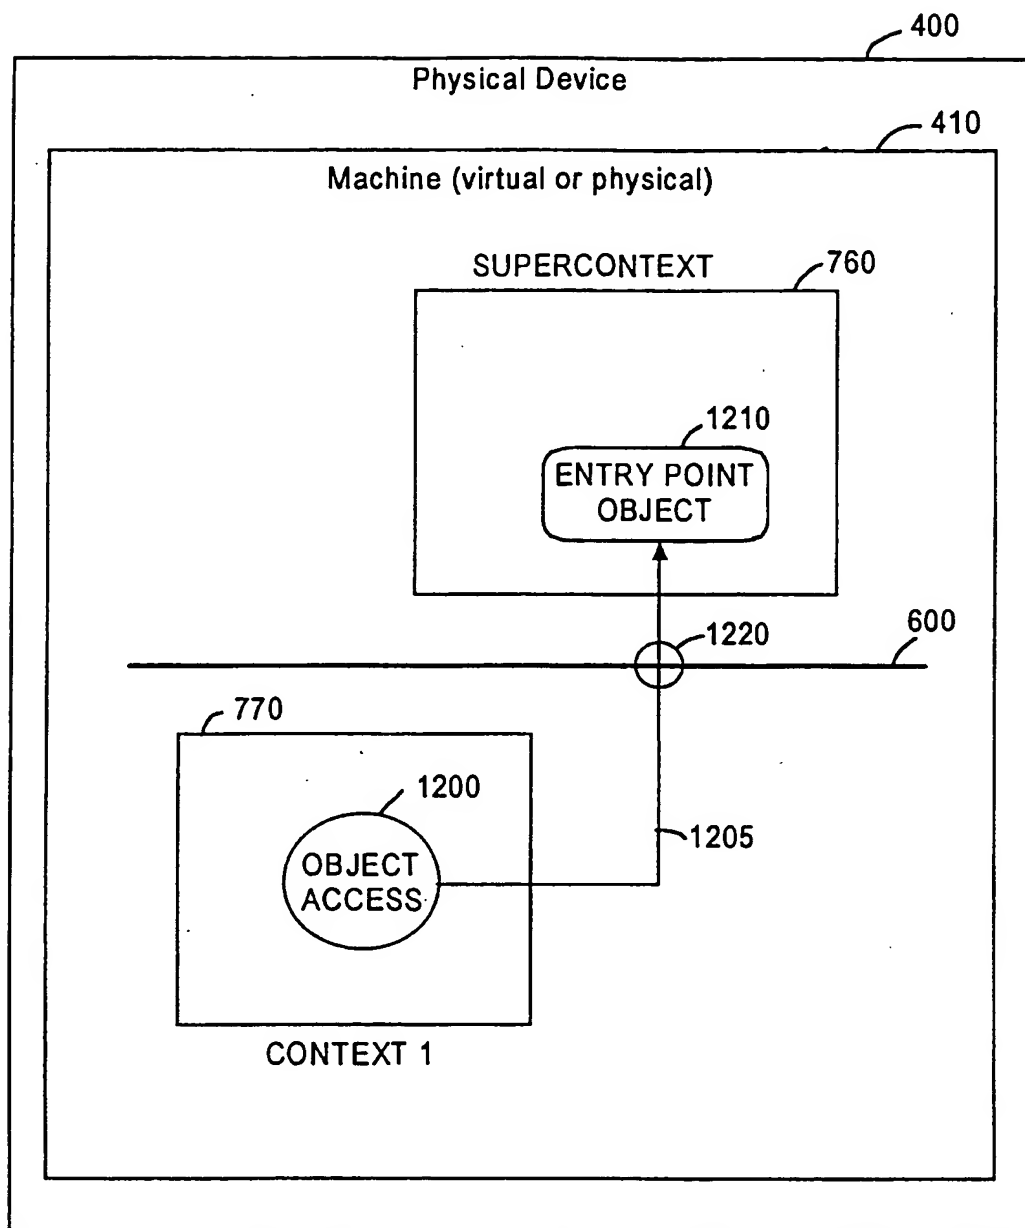 400
Physical Device
410
Machine (virtual or physical)
SUPERCONTEXT
760
1210
ENTRY POINT
OBJECT
1220
600
770
1200
OBJECT
ACCESS
1205
CONTEXT 1